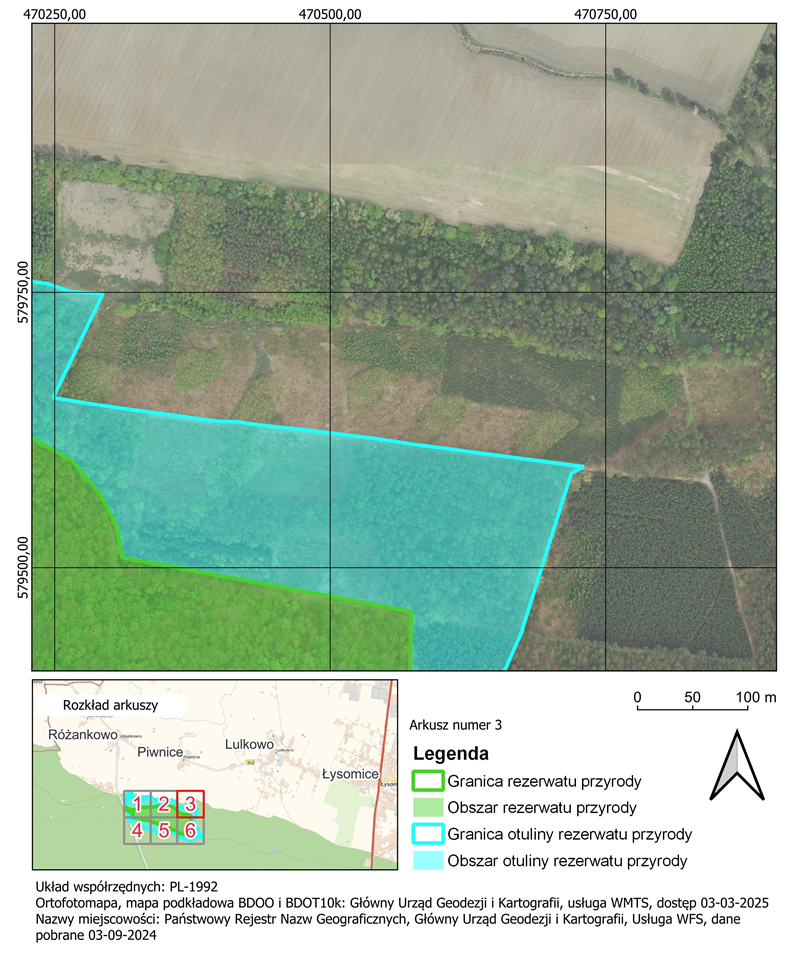 470250,00 470500,00 470750,00
579750,00
579500,00
Rozkład arkuszy
Różankowo
Różankowo
Piwnice
Piwnice
Lulkowo
Lulkowo
Łysomice
Łysom
1 2 3
4 5 6
0 50 100 m
Arkusz numer 3
Legenda
Granica rezerwatu przyrody
Obszar rezerwatu przyrody
Granica otuliny rezerwatu przyrody
Obszar otuliny rezerwatu przyrody
Układ współrzędnych: PL-1992
Ortofotomapa, mapa podkładowa BDOO i BDOT10k: Główny Urząd Geodezji i Kartografii, usługa WMTS, dostęp 03-03-2025
Nazwy miejscowości: Państwowy Rejestr Nazw Geograficznych, Główny Urząd Geodezji i Kartografii, Usługa WFS, dane
pobrane 03-09-2024